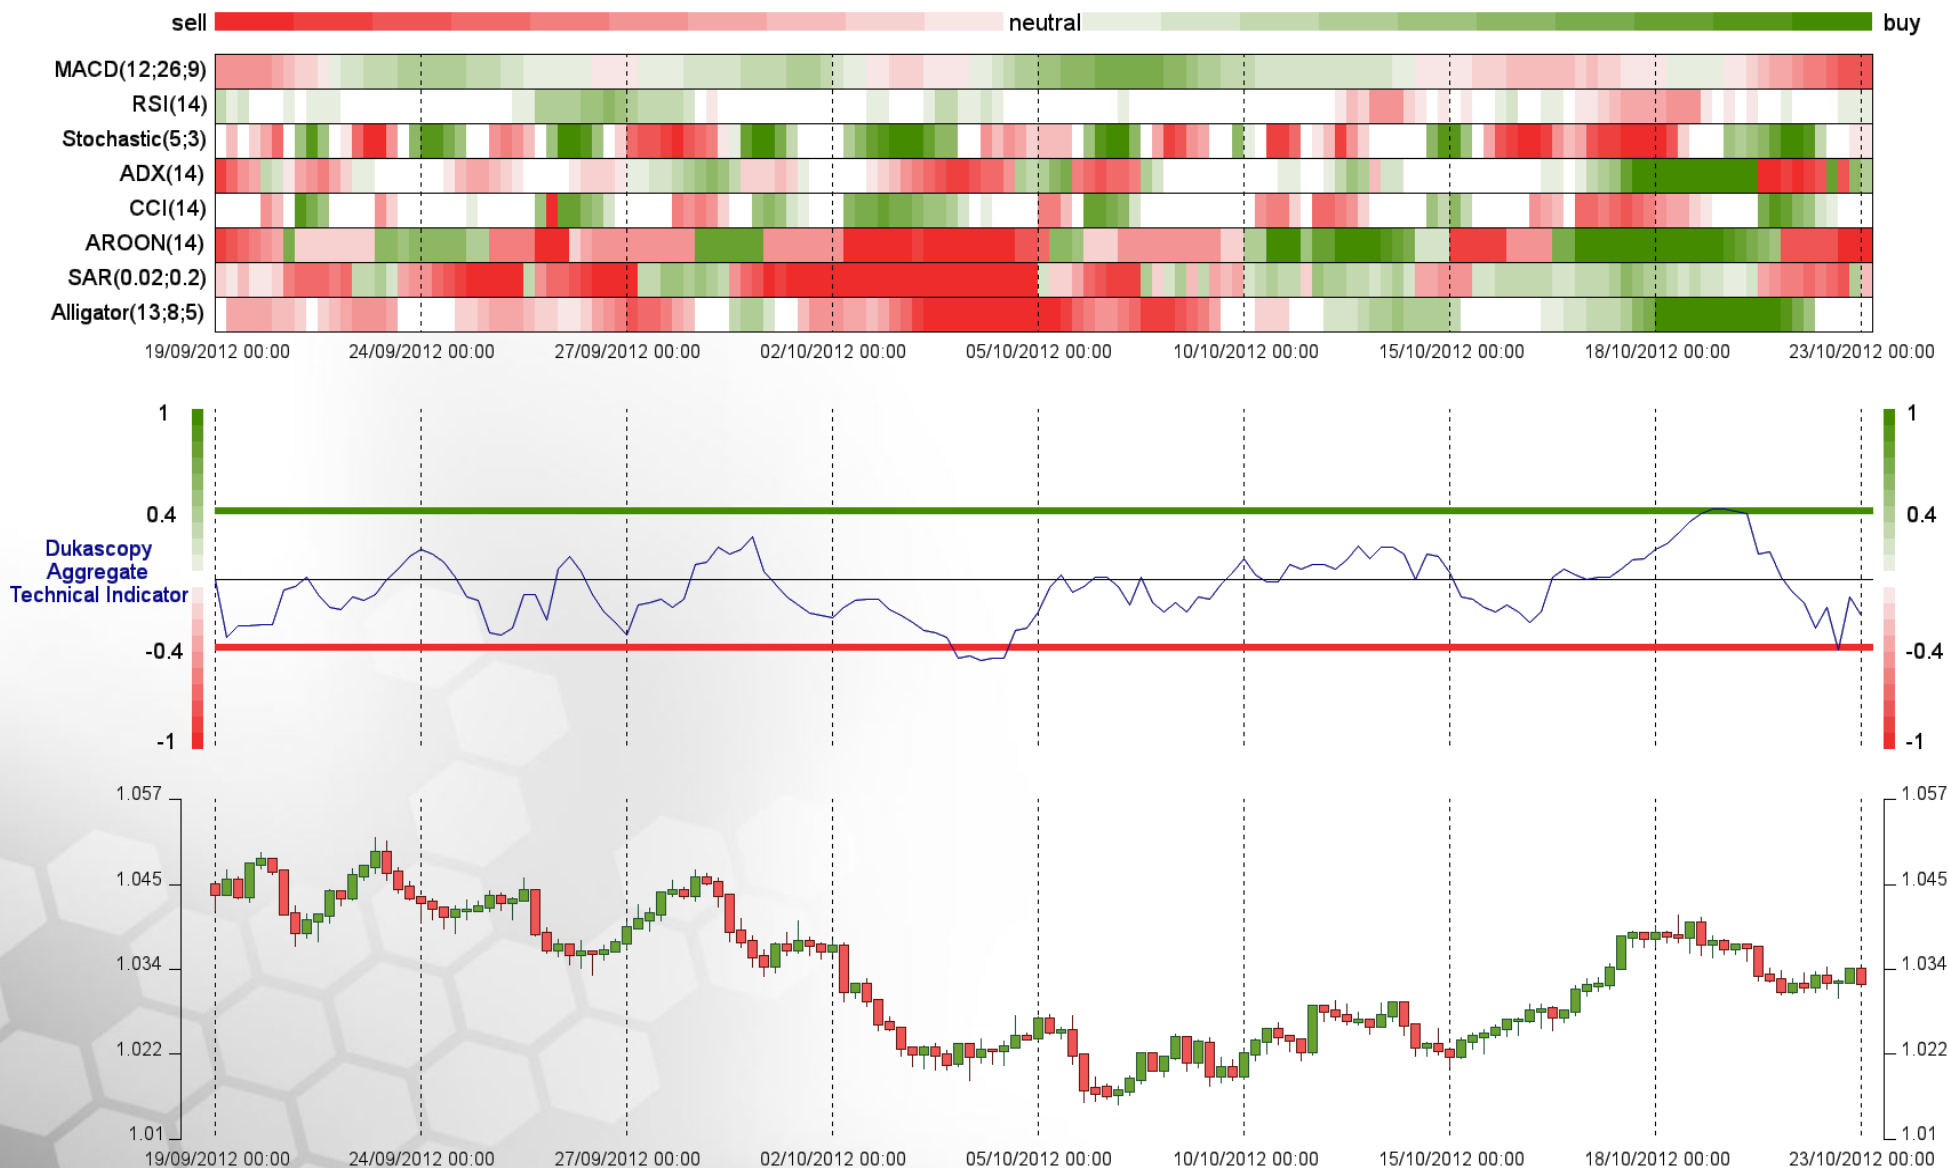 sell neutral buy
MACD(12;26;9)
RSI(14)
Stochastic(5;3)
ADX(14)
CCI(14)
AROON(14)
SAR(0.02;0.2)
Alligator(13;8;5)
19/09/2012 00:00 24/09/2012 00:00 27/09/2012 00:00 02/10/2012 00:00 05/10/2012 00:00 10/10/2012 00:00 15/10/2012 00:00 18/10/2012 00:00 23/10/2012 00:00
1 1
0.4 0.4
Dukascopy
Aggregate
Technical Indicator
-0.4 -0.4
-1 -1
1.057 1.057
1.045 1.045
1.034 1.034
1.022 1.022
1.01 1.01
19/09/2012 00:00 24/09/2012 00:00 27/09/2012 00:00 02/10/2012 00:00 05/10/2012 00:00 10/10/2012 00:00 15/10/2012 00:00 18/10/2012 00:00 23/10/2012 00:00